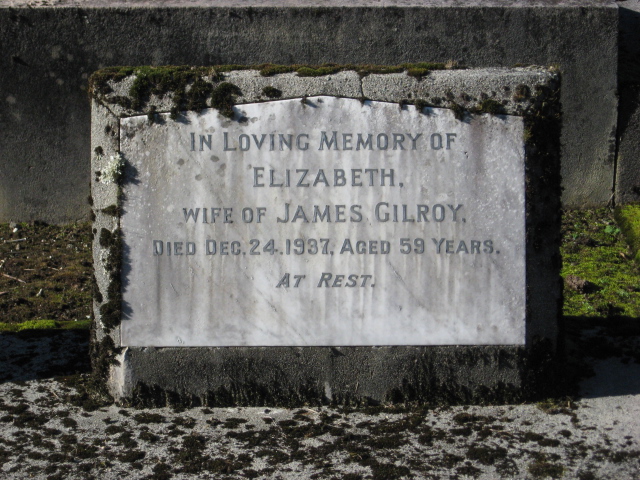 IN LOVING MEMORY OF
ELIZABETH,
WIFE OF JAMES GILROY,
DIED DEC. 24. 1937, AGED 59 YEARS.
AT REST.